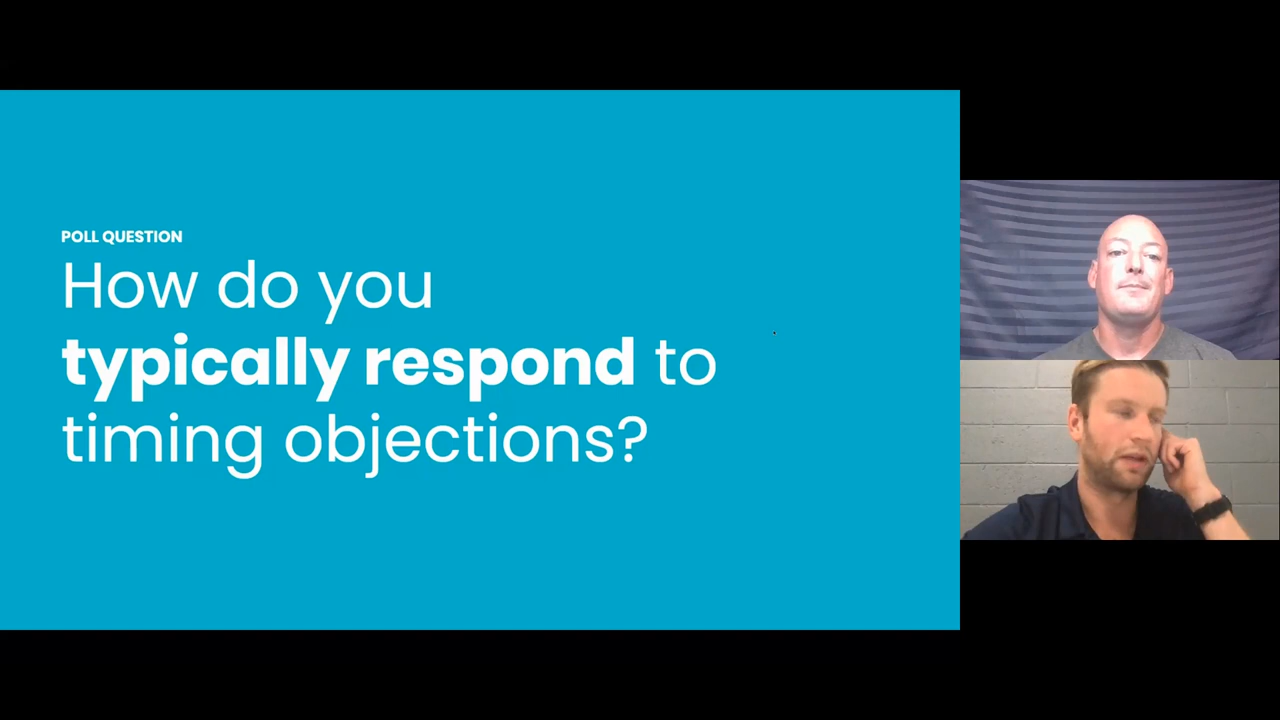 POLL QUESTION
How do you
typically respond to
timing objections?